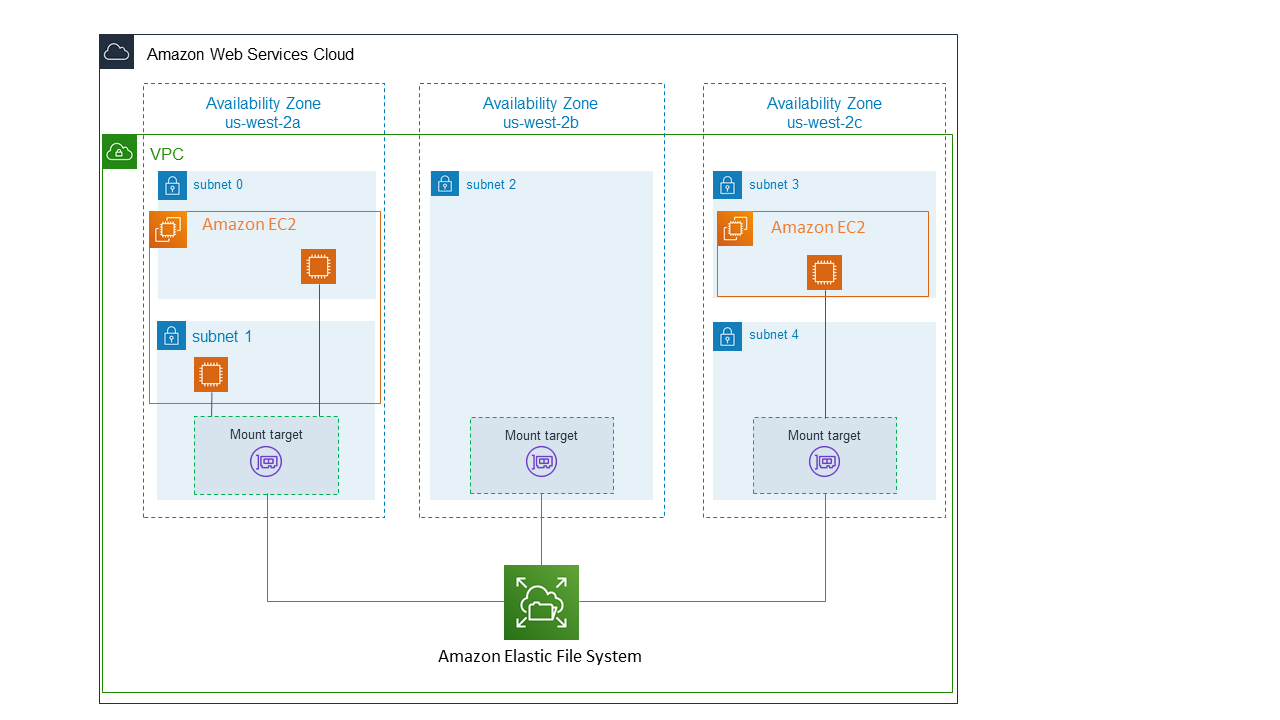 Amazon Web Services Cloud
Availability Zone
us-west-2a
Availability Zone
us-west-2b
Availability Zone
us-west-2c
VPC
subnet 0
subnet 2
subnet 3
Amazon EC2
Amazon EC2
subnet 1
subnet 4
Mount target
Mount target
Mount target
Amazon Elastic File System